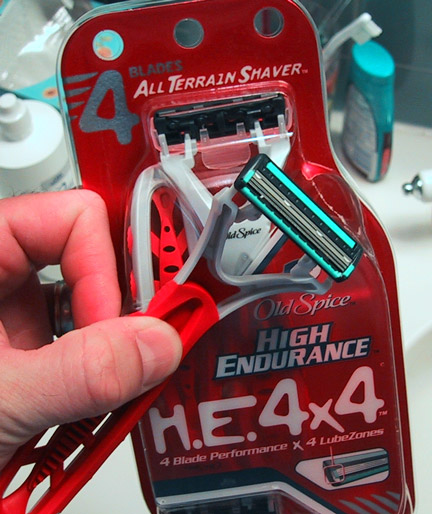 4 BLADES
ALL TERRAIN SHAVER™
Old Spice
Old Spice
HIGH
ENDURANCE
H.E. 4x4™
4 Blade Performance x 4 LubeZones